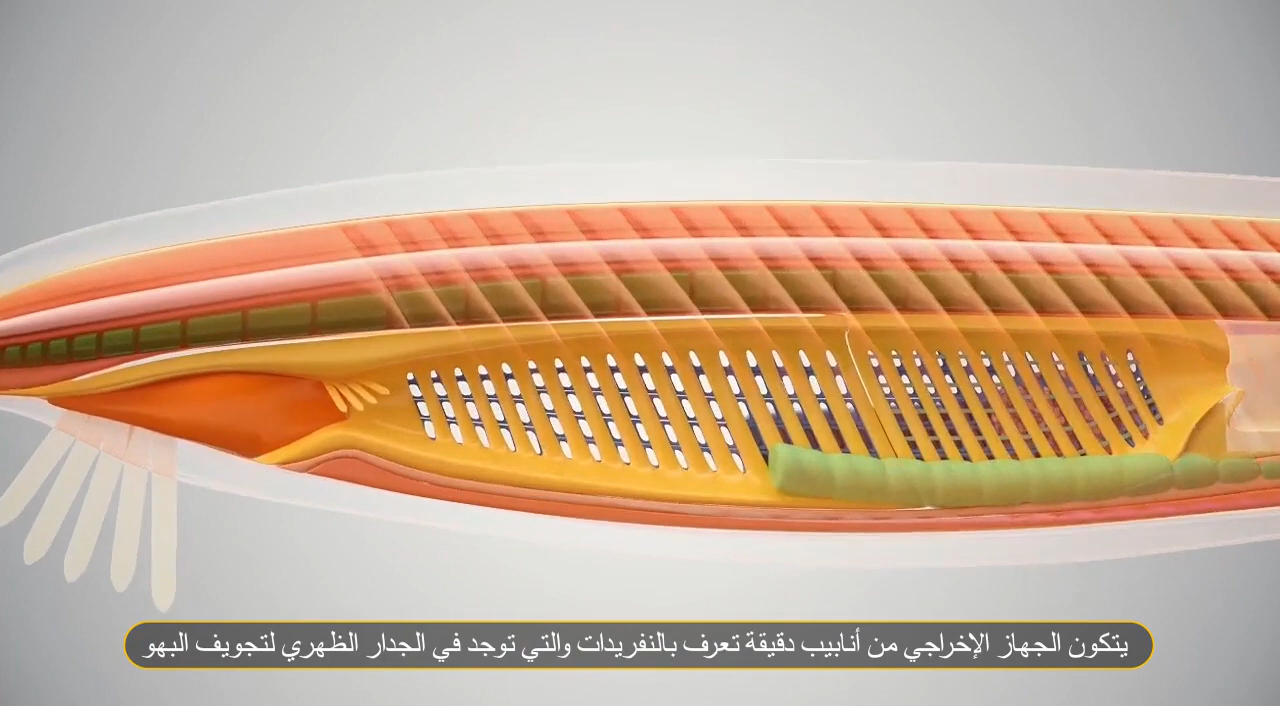 يتكون الجهاز الإخراجي من أنابيب دقيقة تعرف بالنفريدات والتي توجد في الجدار الظهري لتجويف البهو